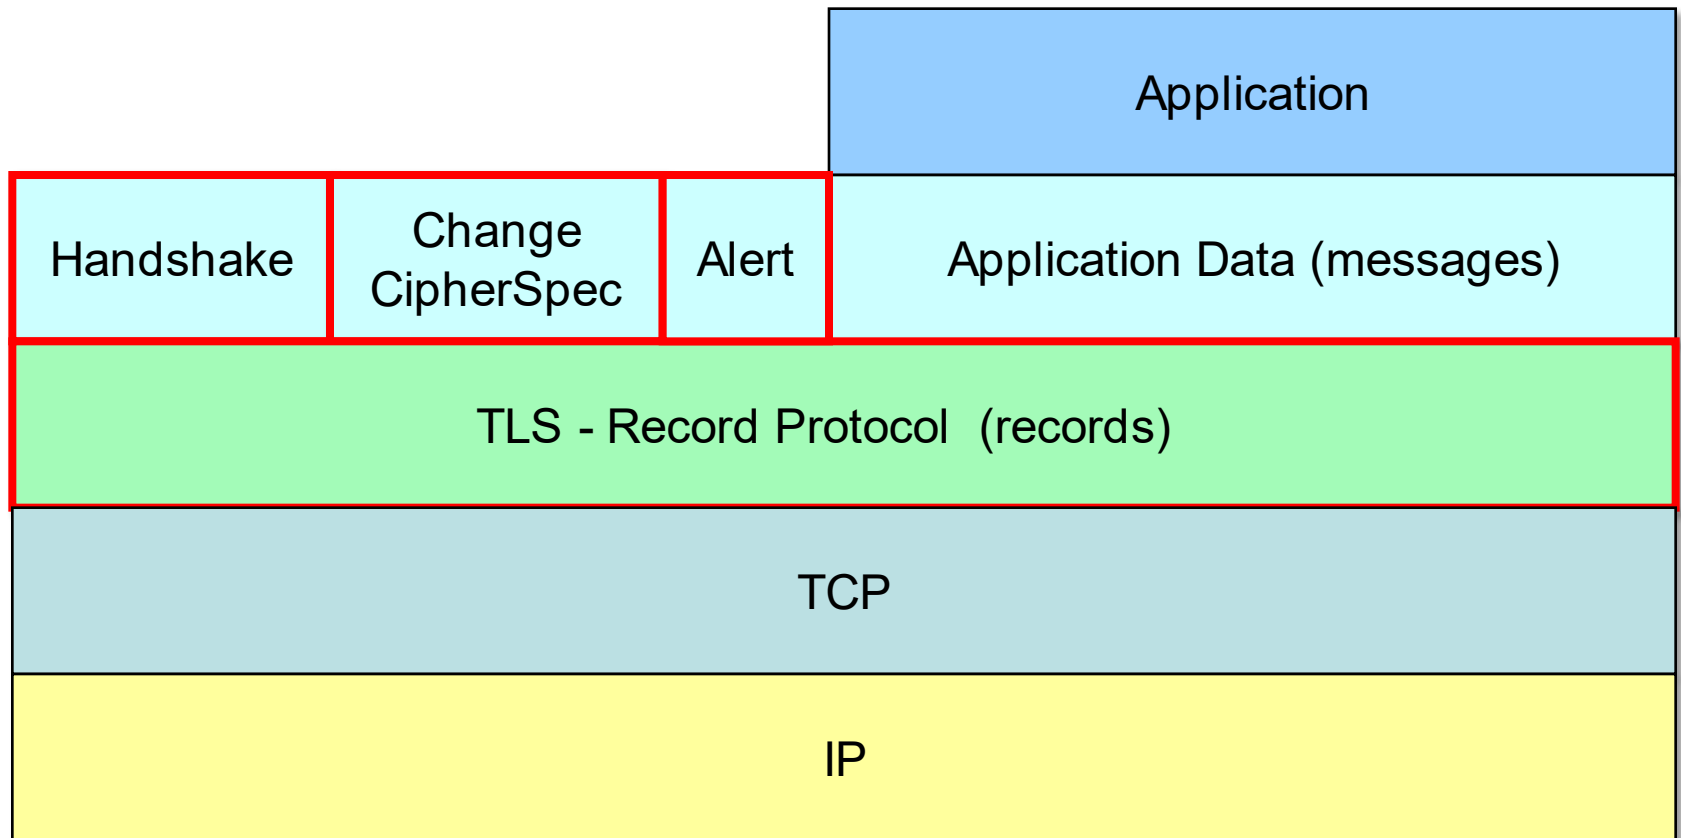 Application
Handshake
Change
CipherSpec
Alert
Application Data (messages)
TLS - Record Protocol  (records)
TCP
IP